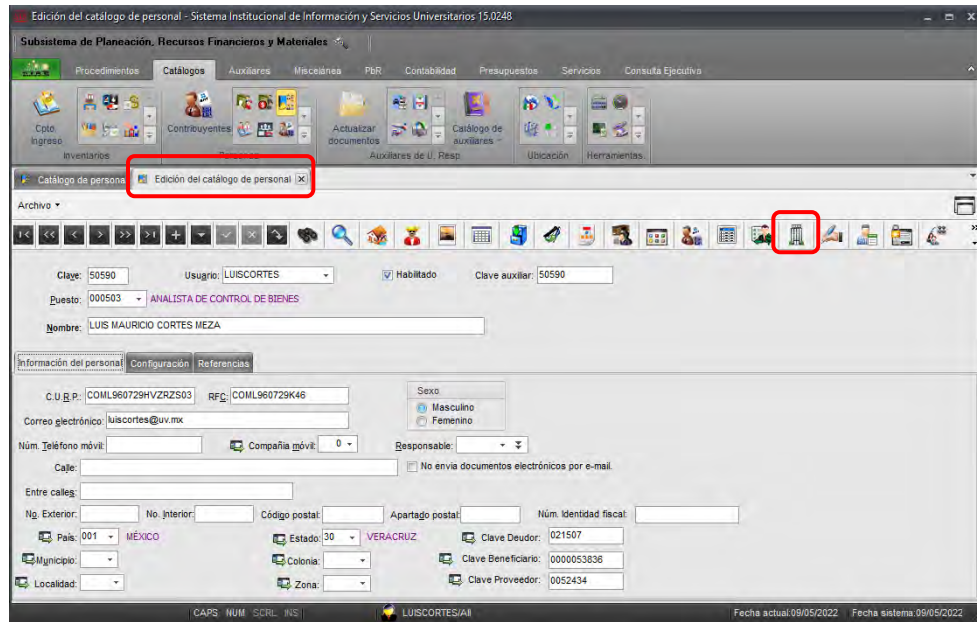 Edición del catálogo de personal - Sistema Institucional de Información y Servicios Universitarios 15.0248
Subsistema de Planeación, Recursos Financieros y Materiales
Procedimientos Catálogos Auxiliares Miscelánea PbR Contabilidad Presupuestos Servicios Consulta Ejecutiva
Cpto. ingreso Contribuyentes Actualizar documentos Catálogo de auxiliares
Inventarios Personas Auxiliares de U. Resp. Ubicación Herramientas
Catálogo de persona Edición del catálogo de personal
Archivo
Clave: 50590 Usuario: LUISCORTES Habilitado Clave auxiliar: 50590
Puesto: 000503 ANALISTA DE CONTROL DE BIENES
Nombre: LUIS MAURICIO CORTES MEZA
Información del personal Configuración Referencias
C.U.R.P.: COML960729HVZRZS03 RFC: COML960729K46 Sexo
Masculino
Correo electrónico: luiscortes@uv.mx Femenino
Núm. Teléfono móvil: Compañia móvil: 0 Responsable:
Calle: No envia documentos electrónicos por e-mail.
Entre calles:
No. Exterior: No. Interior: Código postal: Apartado postal: Núm. Identidad fiscal:
País: 001 MÉXICO Estado: 30 VERACRUZ Clave Deudor: 021507
Municipio: Colonia: Clave Beneficiario: 0000053836
Localidad: Zona: Clave Proveedor: 0052434
CAPS NUM SCRL INS LUISCORTES/All Fecha actual:09/05/2022 Fecha sistema:09/05/2022